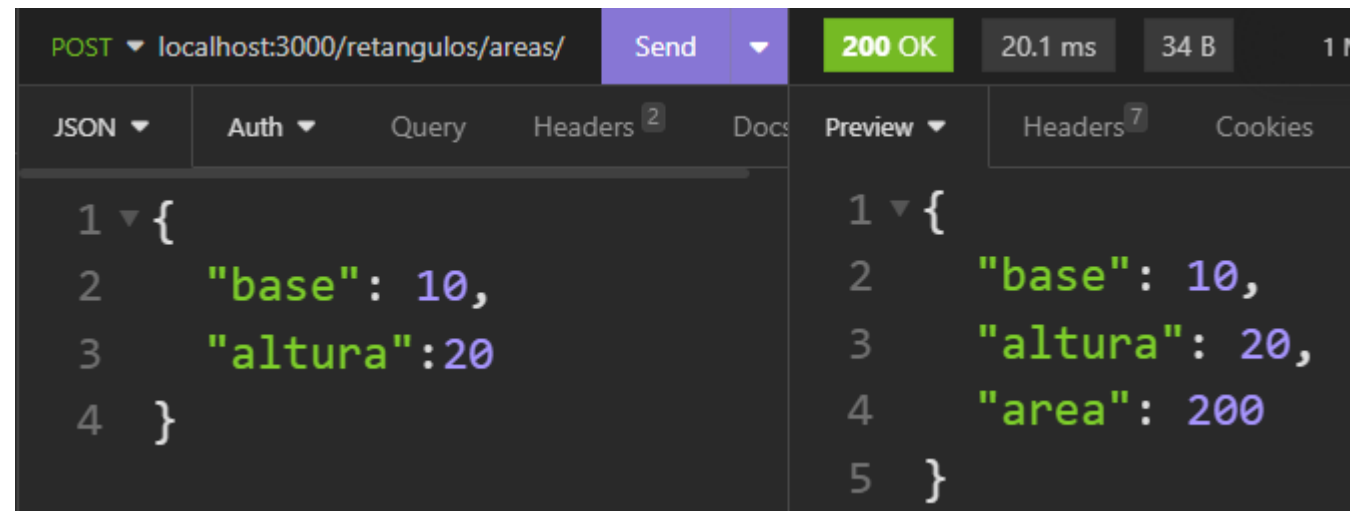 POST localhost:3000/retangulos/areas/ Send 200 OK 20.1 ms 34 B 1
JSON Auth Query Headers 2 Docs Preview Headers 7 Cookies
1 {
2 "base": 10,
3 "altura":20
4 }
1 {
2 "base": 10,
3 "altura": 20,
4 "area": 200
5 }